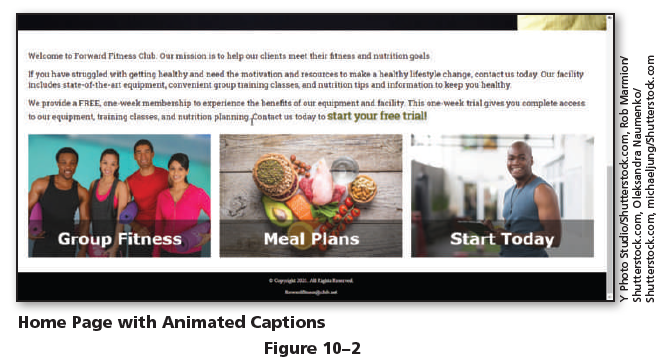 Welcome to Forward Fitness Club. Our mission is to help our clients meet their fitness and nutrition goals.
If you have struggled with getting healthy and need the motivation and resources to make a healthy lifestyle change, contact us today. Our facility
includes state-of-the-art equipment, convenient group training classes, and nutrition tips and information to keep you healthy.
We provide a FREE, one-week membership to experience the benefits of our equipment and facility. This one-week trial gives you complete access
to our equipment, training classes, and nutrition planning. Contact us today to start your free trial!
Group Fitness
Meal Plans
Start Today
© Copyright 2021. All Rights Reserved.
forwardfitness@club.net
Y Photo Studio/Shutterstock.com, Rob Marmion/
Shutterstock.com, Oleksandra Naumenko/
Shutterstock.com, michaeljung/Shutterstock.com
Home Page with Animated Captions
Figure 10–2